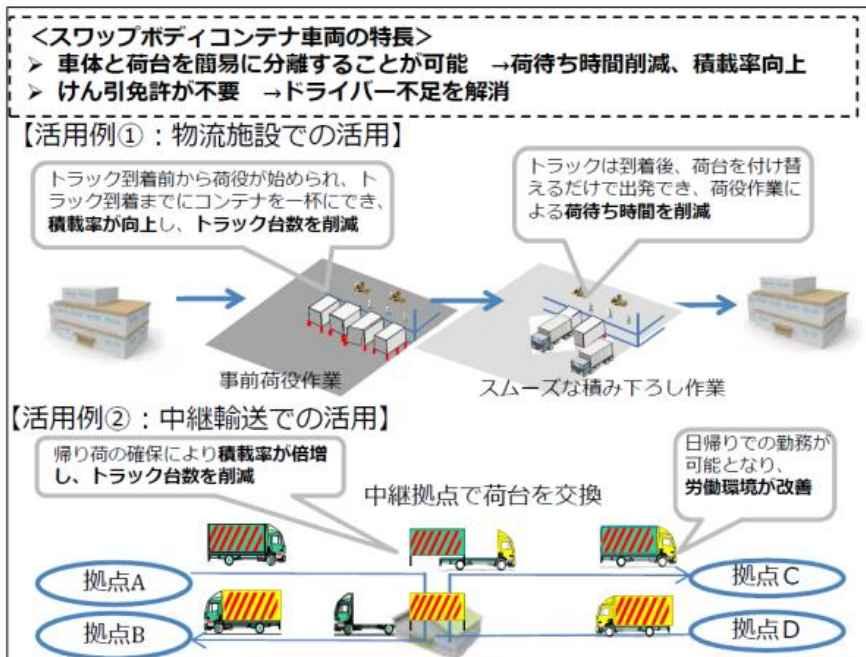 ＜スワップボディコンテナ車両の特長＞
➢ 車体と荷台を簡易に分離することが可能　→荷待ち時間削減、積載率向上
➢ けん引免許が不要　→ドライバー不足を解消
【活用例①：物流施設での活用】
トラック到着前から荷役が始められ、ト
ラック到着までにコンテナを一杯にでき、
積載率が向上し、トラック台数を削減
トラックは到着後、荷台を付け替
えるだけで出発でき、荷役作業に
よる荷待ち時間を削減
事前荷役作業
スムーズな積み下ろし作業
【活用例②：中継輸送での活用】
帰り荷の確保により積載率が倍増
し、トラック台数を削減
日帰りでの勤務が
可能となり、
労働環境が改善
中継拠点で荷台を交換
拠点A
拠点C
拠点B
拠点D